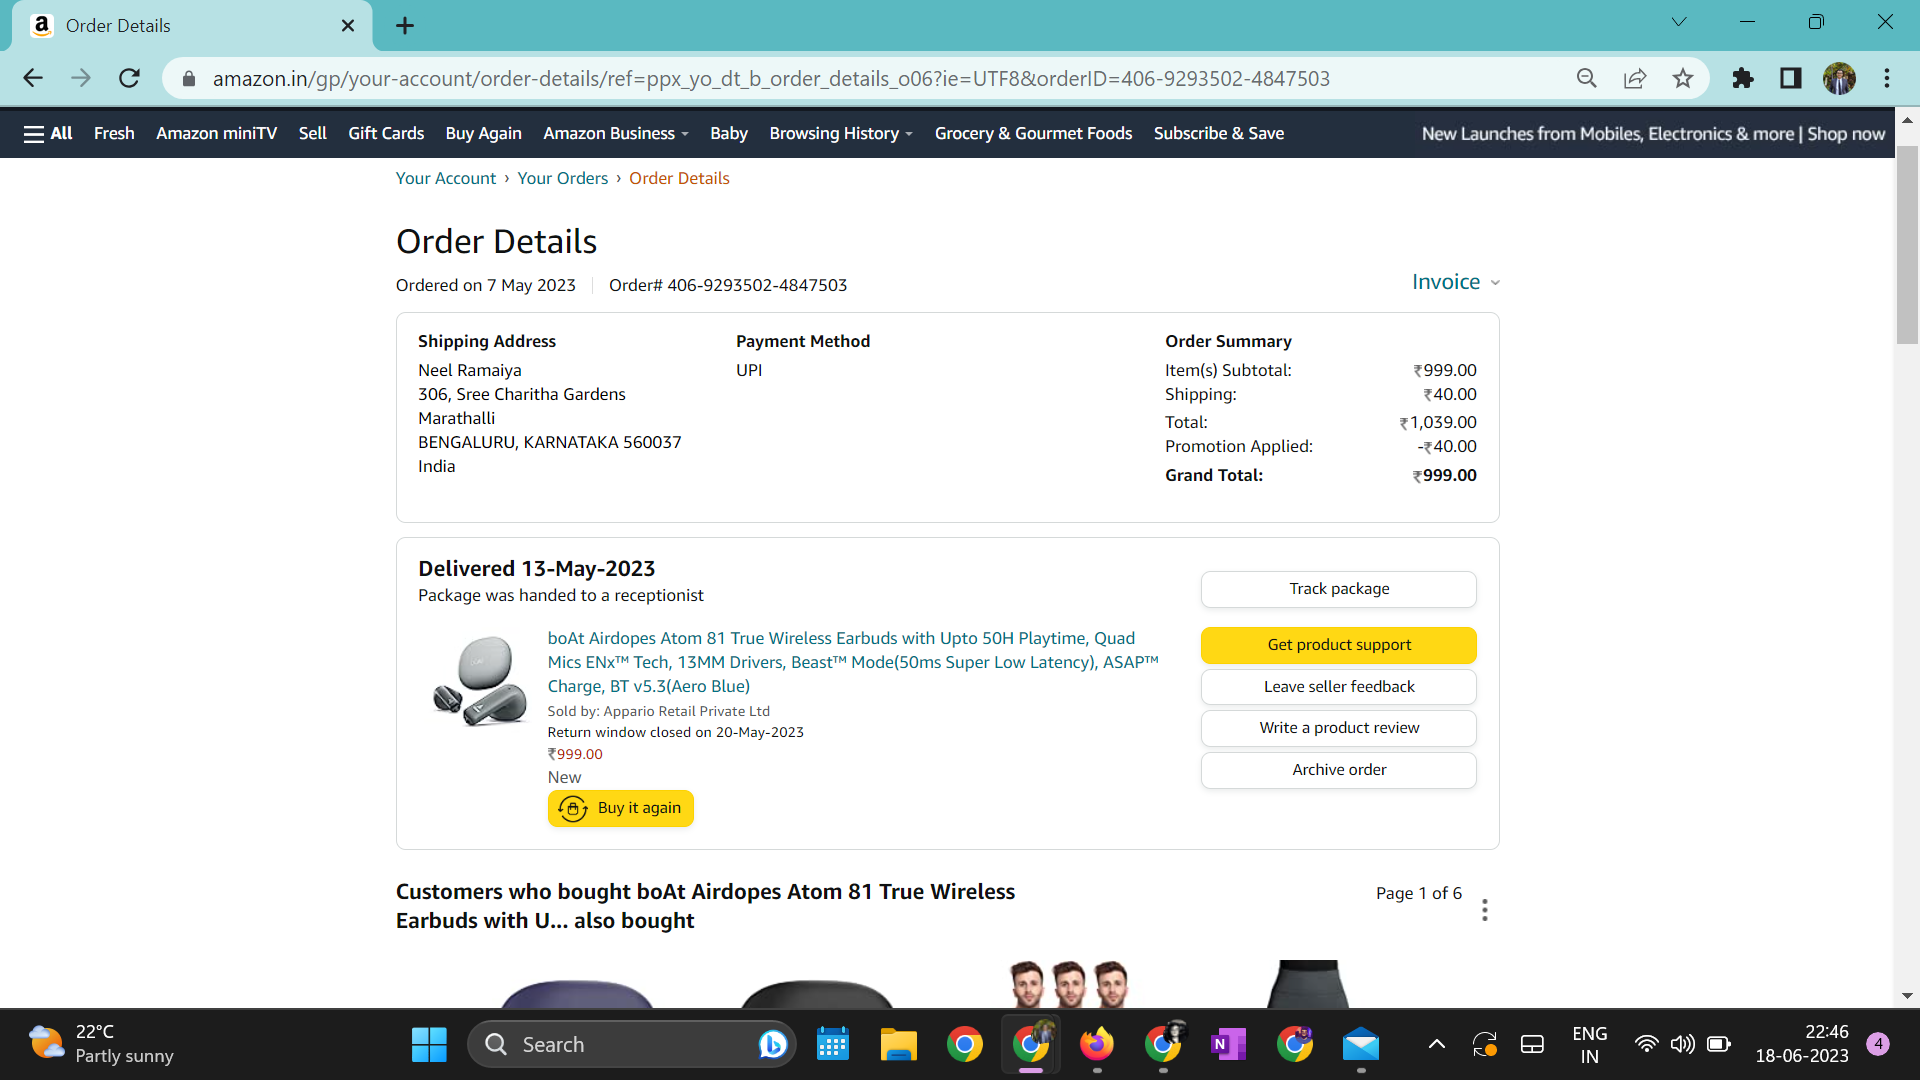 Order Details
amazon.in/gp/your-account/order-details/ref=ppx_yo_dt_b_order_details_o06?ie=UTF8&orderID=406-9293502-4847503
All Fresh Amazon miniTV Sell Gift Cards Buy Again Amazon Business Baby Browsing History Grocery & Gourmet Foods Subscribe & Save New Launches from Mobiles, Electronics & more | Shop now
Your Account › Your Orders › Order Details
Order Details
Ordered on 7 May 2023 Order# 406-9293502-4847503
Invoice
Shipping Address
Neel Ramaiya
306, Sree Charitha Gardens
Marathalli
BENGALURU, KARNATAKA 560037
India
Payment Method
UPI
Order Summary
Item(s) Subtotal: ₹999.00
Shipping: ₹40.00
Total: ₹1,039.00
Promotion Applied: -₹40.00
Grand Total: ₹999.00
Delivered 13-May-2023
Package was handed to a receptionist
boAt Airdopes Atom 81 True Wireless Earbuds with Upto 50H Playtime, Quad
Mics ENx™ Tech, 13MM Drivers, Beast™ Mode(50ms Super Low Latency), ASAP™
Charge, BT v5.3(Aero Blue)
Sold by: Appario Retail Private Ltd
Return window closed on 20-May-2023
₹999.00
New
Buy it again
Track package
Get product support
Leave seller feedback
Write a product review
Archive order
Customers who bought boAt Airdopes Atom 81 True Wireless
Earbuds with U... also bought
Page 1 of 6
22°C
Partly sunny
Search
ENG
IN
22:46
18-06-2023
4